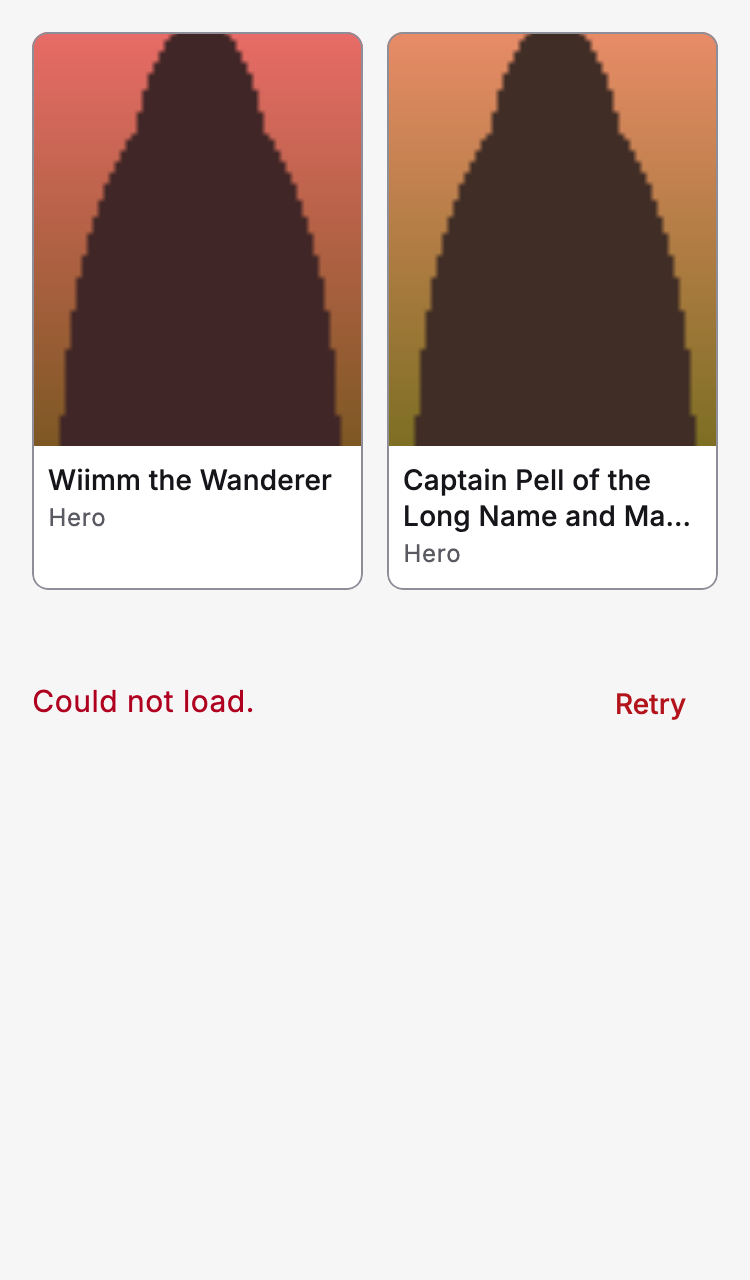 Wiimm the Wanderer
Hero
Captain Pell of the
Long Name and Ma...
Hero
Could not load.
Retry